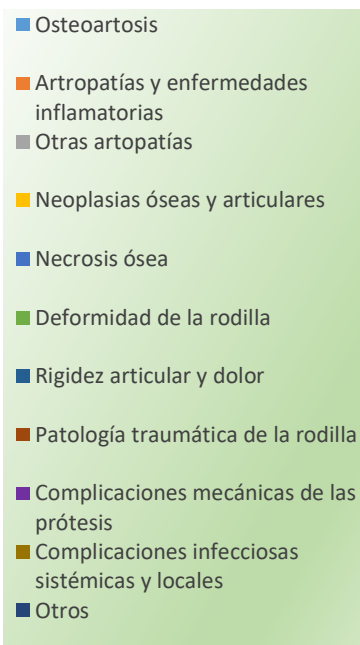 Osteoartosis
Artropatías y enfermedades
inflamatorias
Otras artopatías
Neoplasias óseas y articulares
Necrosis ósea
Deformidad de la rodilla
Rigidez articular y dolor
Patología traumática de la rodilla
Complicaciones mecánicas de las
prótesis
Complicaciones infecciosas
sistémicas y locales
Otros